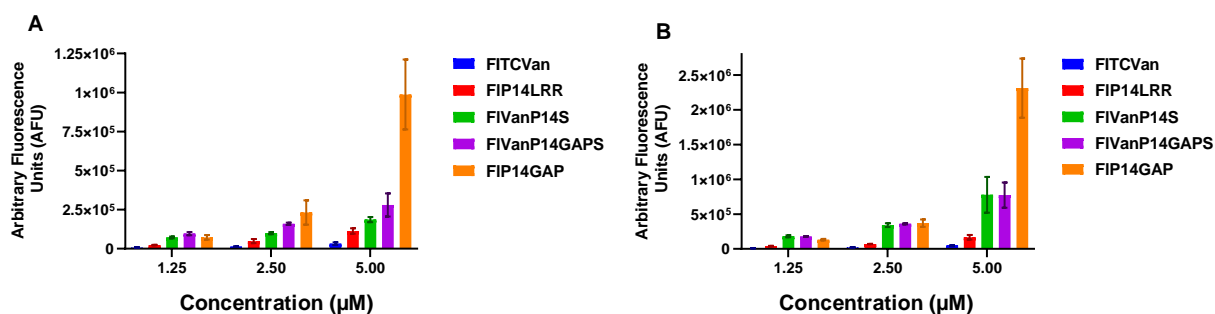 A
Arbitrary Fluorescence
Units (AFU)
1.25×10⁶
1×10⁶
7.5×10⁵
5×10⁵
2.5×10⁵
0
1.25
2.50
5.00
Concentration (µM)
FITCVan
FIP14LRR
FIVanP14S
FIVanP14GAPS
FIP14GAP
B
Arbitrary Fluorescence
Units (AFU)
2.5×10⁶
2×10⁶
1.5×10⁶
1×10⁶
5×10⁵
0
1.25
2.50
5.00
Concentration (µM)
FITCVan
FIP14LRR
FIVanP14S
FIVanP14GAPS
FIP14GAP